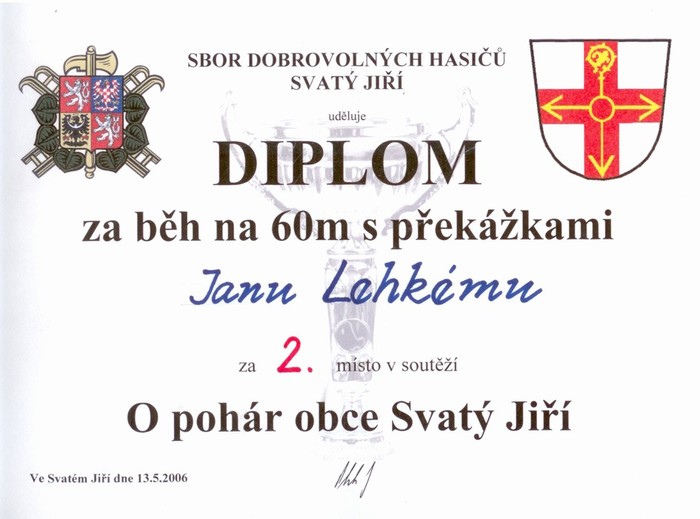 SBOR DOBROVOLNÝCH HASIČŮ
SVATÝ JIŘÍ
uděluje
DIPLOM
za běh na 60m s překážkami
Janu Lehkému
za 2. místo v soutěží
O pohár obce Svatý Jiří
Ve Svatém Jiří dne 13.5.2006